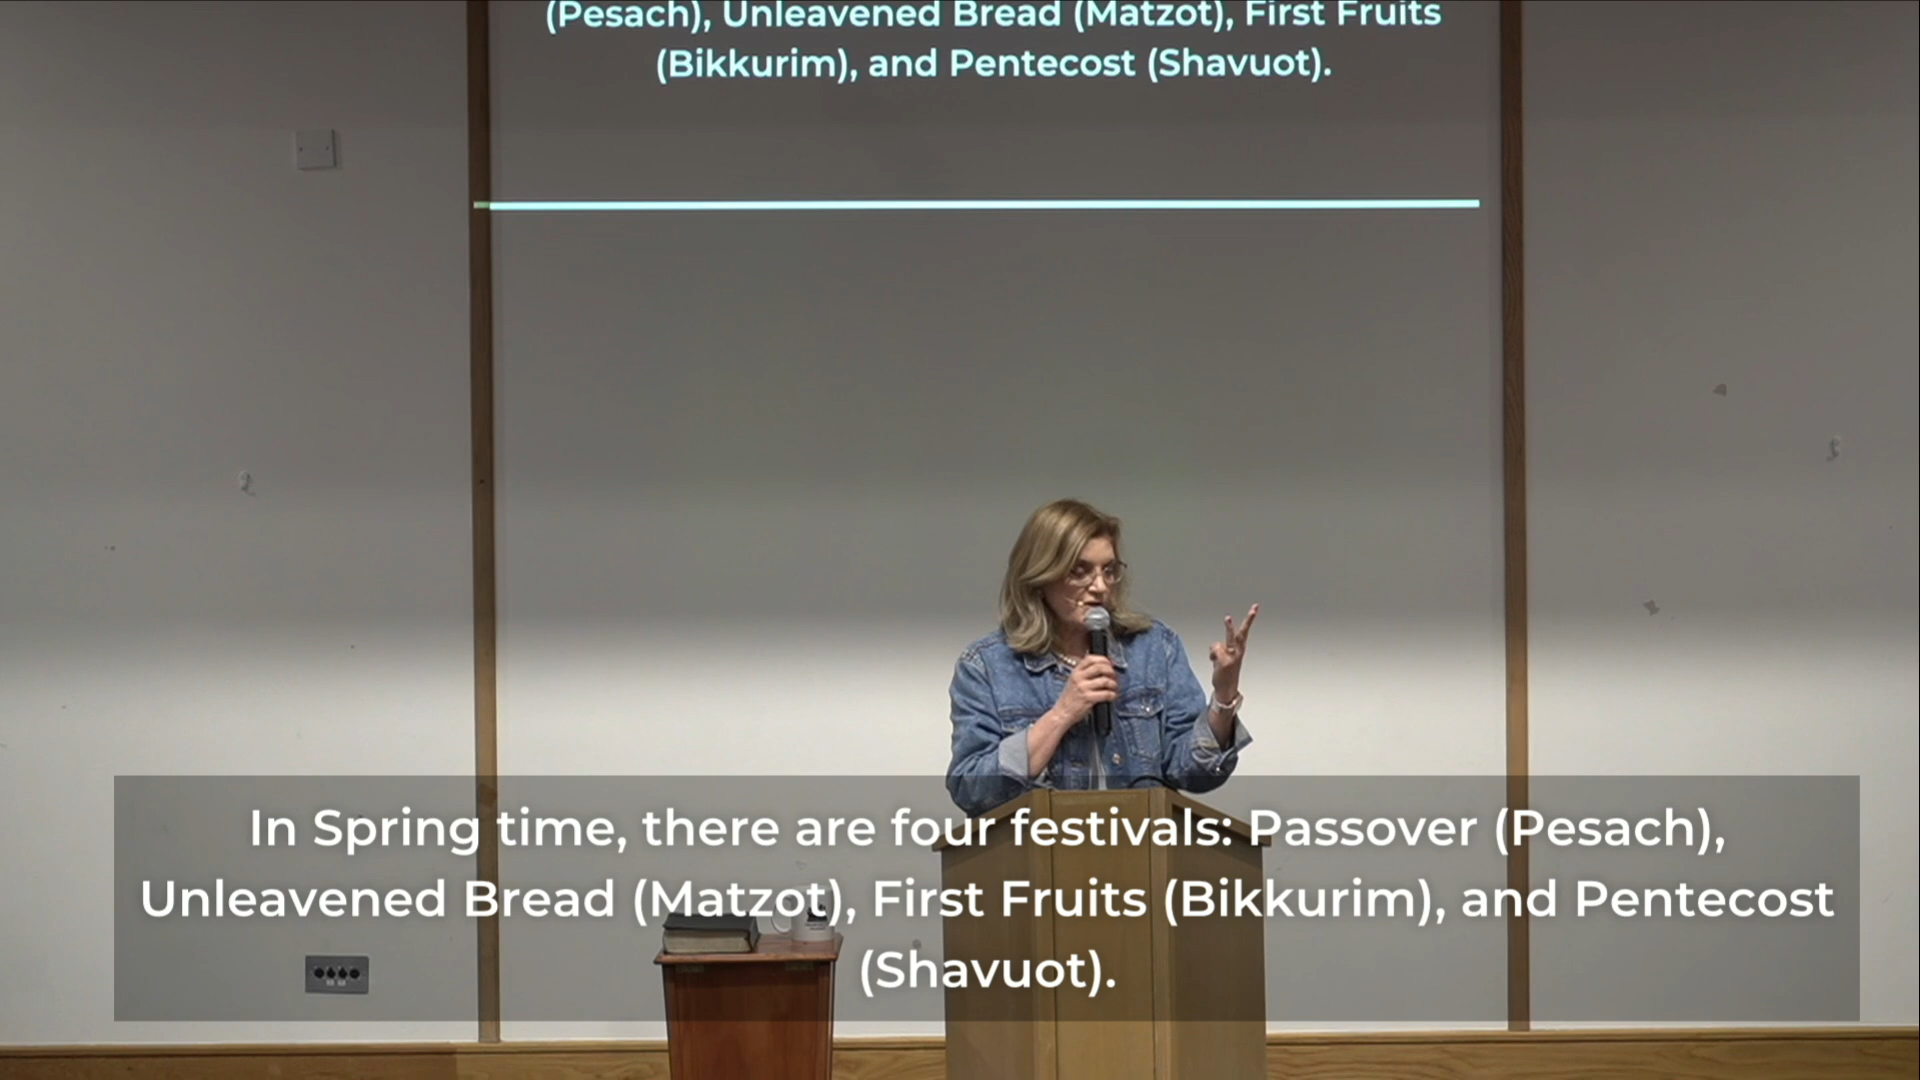 (Pesach), Unleavened Bread (Matzot), First Fruits
(Bikkurim), and Pentecost (Shavuot).
In Spring time, there are four festivals: Passover (Pesach),
Unleavened Bread (Matzot), First Fruits (Bikkurim), and Pentecost
(Shavuot).